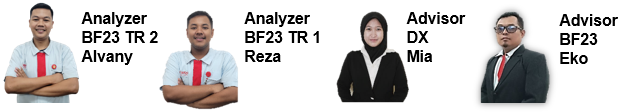 Analyzer
BF23 TR 2
Alvany
Analyzer
BF23 TR 1
Reza
Advisor
DX
Mia
Advisor
BF23
Eko